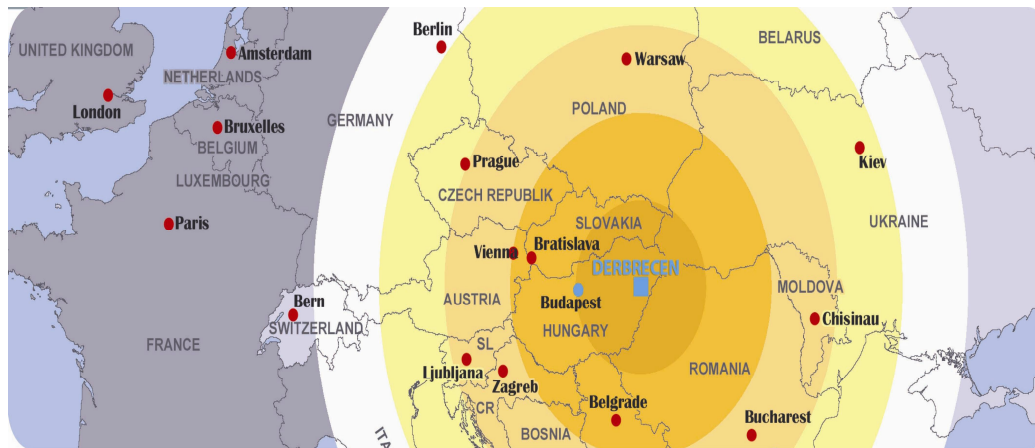 Berlin
BELARUS
UNITED KINGDOM
Amsterdam
Warsaw
NETHERLANDS
London
POLAND
GERMANY
Bruxelles
BELGIUM
Kiev
Prague
LUXEMBOURG
CZECH REPUBLIK
Paris
SLOVAKIA
UKRAINE
Vienna
Bratislava
DERBRECEN
MOLDOVA
Bern
AUSTRIA
Budapest
Chisinau
SWITZERLAND
HUNGARY
FRANCE
SL
Ljubljana
ROMANIA
Zagreb
CR
Belgrade
Bucharest
BOSNIA
ITA